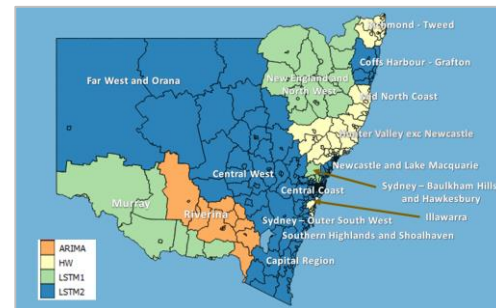 Richmond - Tweed
Coffs Harbour - Grafton
Far West and Orana
New England and
North West
Mid North Coast
Hunter Valley exc Newcastle
Newcastle and Lake Macquarie
Sydney – Baulkham Hills
and Hawkesbury
Central West
Central Coast
Illawarra
Murray
Riverina
Sydney – Outer South West
Southern Highlands and Shoalhaven
Capital Region
ARIMA
HW
LSTM1
LSTM2